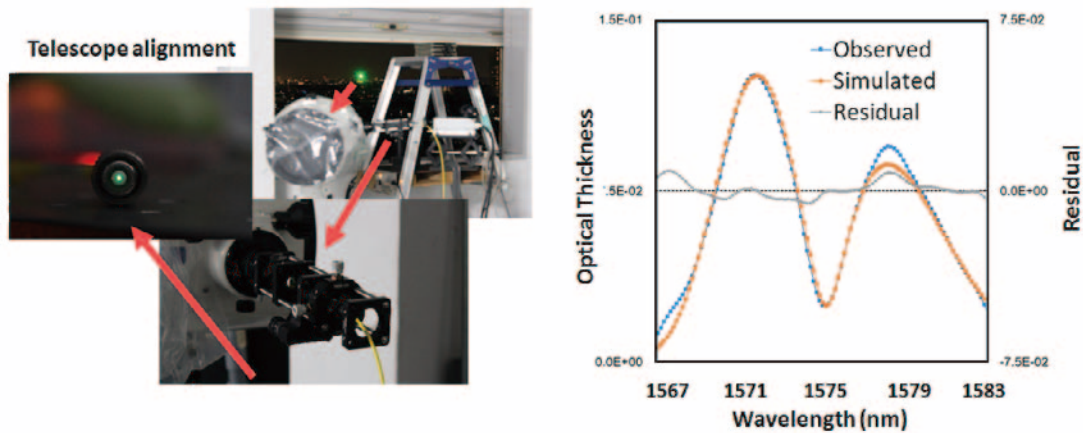 Telescope alignment
1.5E-01
7.5E-02
Observed
Simulated
Residual
Optical Thickness
.5E-02
0.0E+00
Residual
0.0E+00
-7.5E-02
1567 1571 1575 1579 1583
Wavelength (nm)